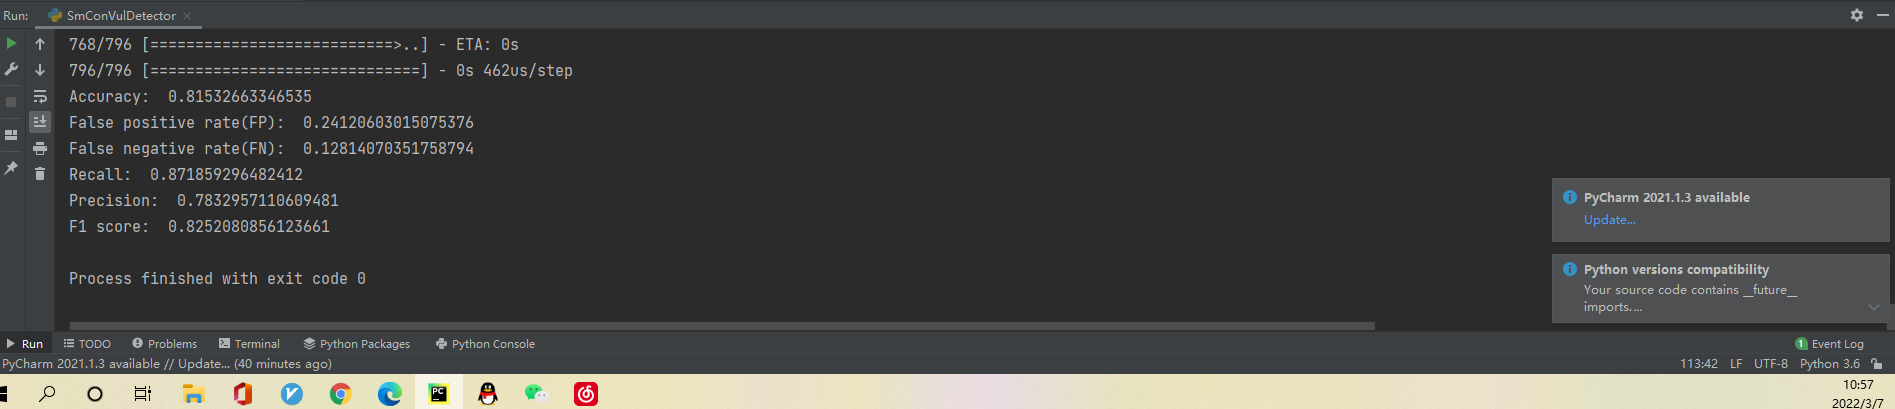 Run: SmConVulDetector
768/796 [===========================>..] - ETA: 0s
796/796 [==============================] - 0s 462us/step
Accuracy:  0.81532663346535
False positive rate(FP):  0.24120603015075376
False negative rate(FN):  0.12814070351758794
Recall:  0.871859296482412
Precision:  0.7832957110609481
F1 score:  0.8252080856123661
Process finished with exit code 0
PyCharm 2021.1.3 available
Update...
Python versions compatibility
Your source code contains __future__
imports....
Run TODO Problems Terminal Python Packages Python Console 1 Event Log
PyCharm 2021.1.3 available // Update... (40 minutes ago) 113:42 LF UTF-8 Python 3.6
PC
10:57
2022/3/7